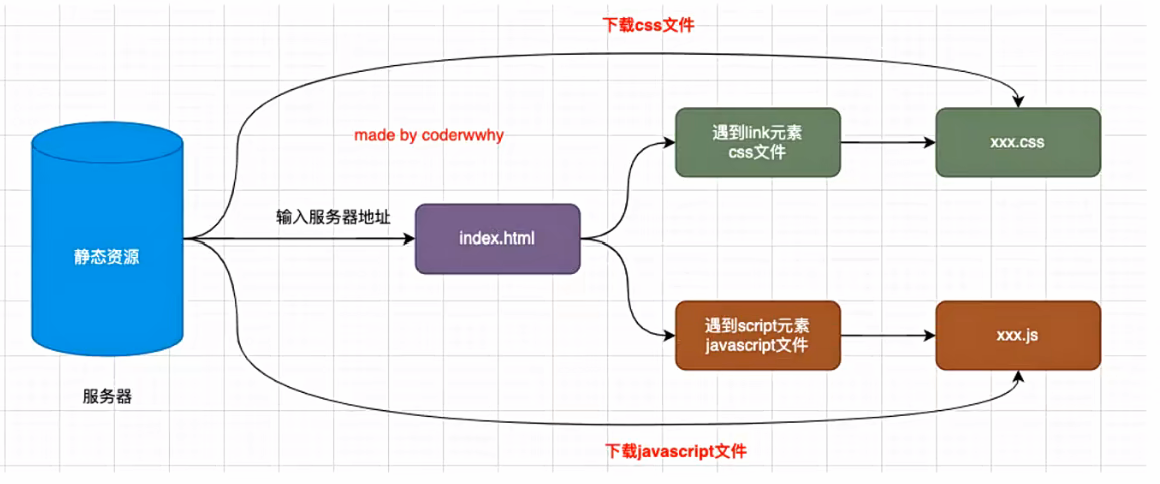 下载css文件
made by coderwwhy
遇到link元素
css文件
xxx.css
输入服务器地址
index.html
静态资源
遇到script元素
javascript文件
xxx.js
服务器
下载javascript文件